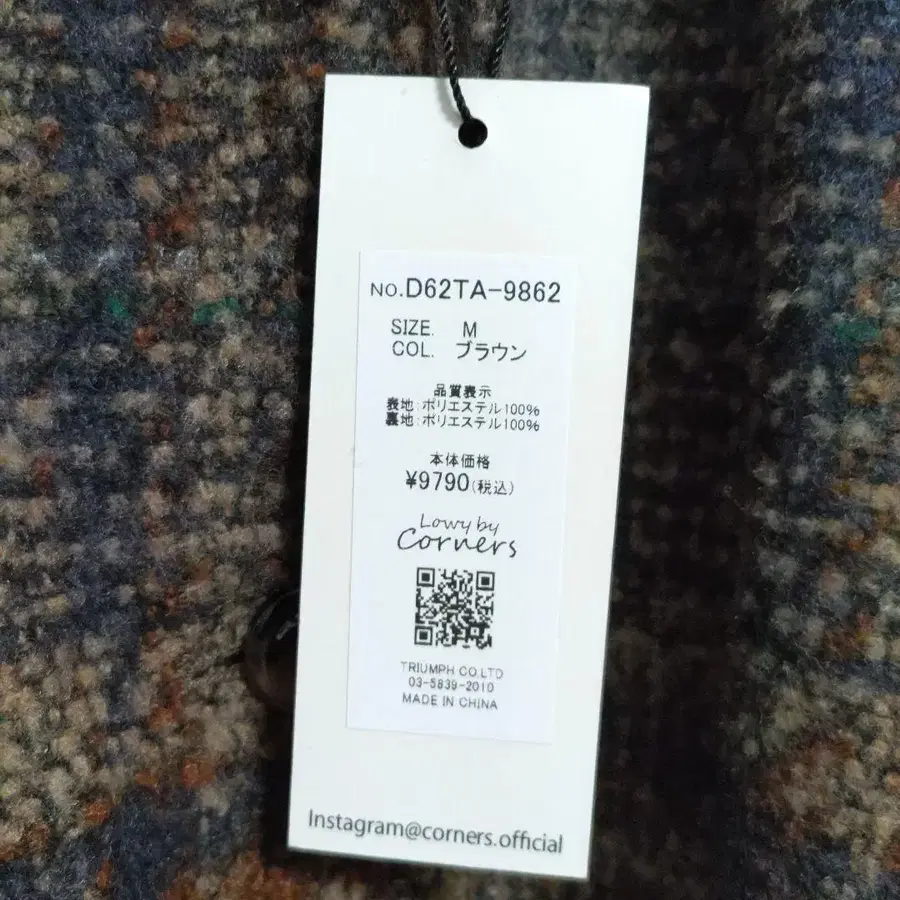 NO.D62TA-9862
SIZE. M
COL. ブラウン
品質表示
表地:ポリエステル100%
裏地:ポリエステル100%
本体価格
¥9790(税込)
Lowy by
Corners
TRIUMPH CO.LTD
03-5839-2010
MADE IN CHINA
Instagram@corners.official